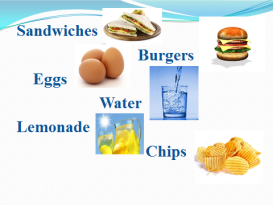 Sandwiches
Burgers
Eggs
Water
Lemonade
Chips